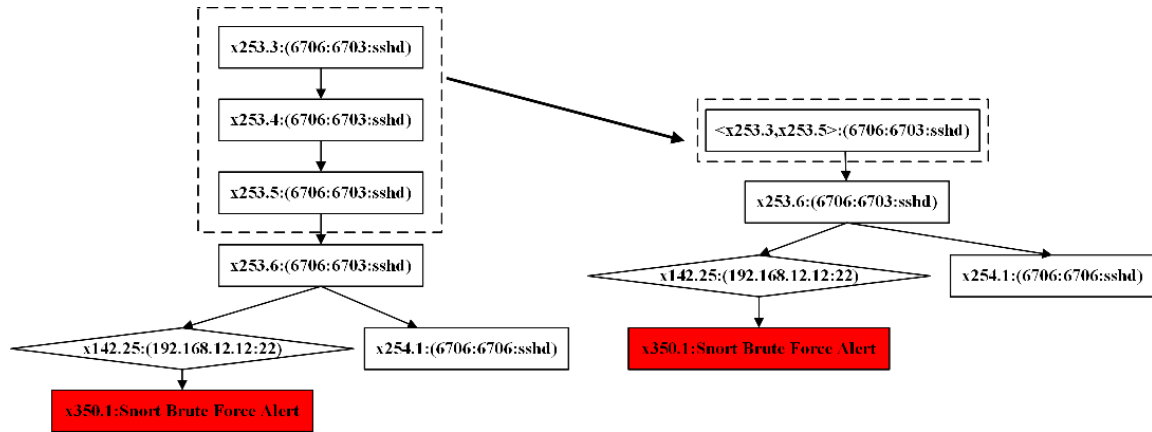 x253.3:(6706:6703:sshd)
x253.4:(6706:6703:sshd)
x253.5:(6706:6703:sshd)
x253.6:(6706:6703:sshd)
x142.25:(192.168.12.12:22)
x254.1:(6706:6706:sshd)
x350.1:Snort Brute Force Alert
<x253.3,x253.5>:(6706:6703:sshd)
x253.6:(6706:6703:sshd)
x142.25:(192.168.12.12:22)
x254.1:(6706:6706:sshd)
x350.1:Snort Brute Force Alert